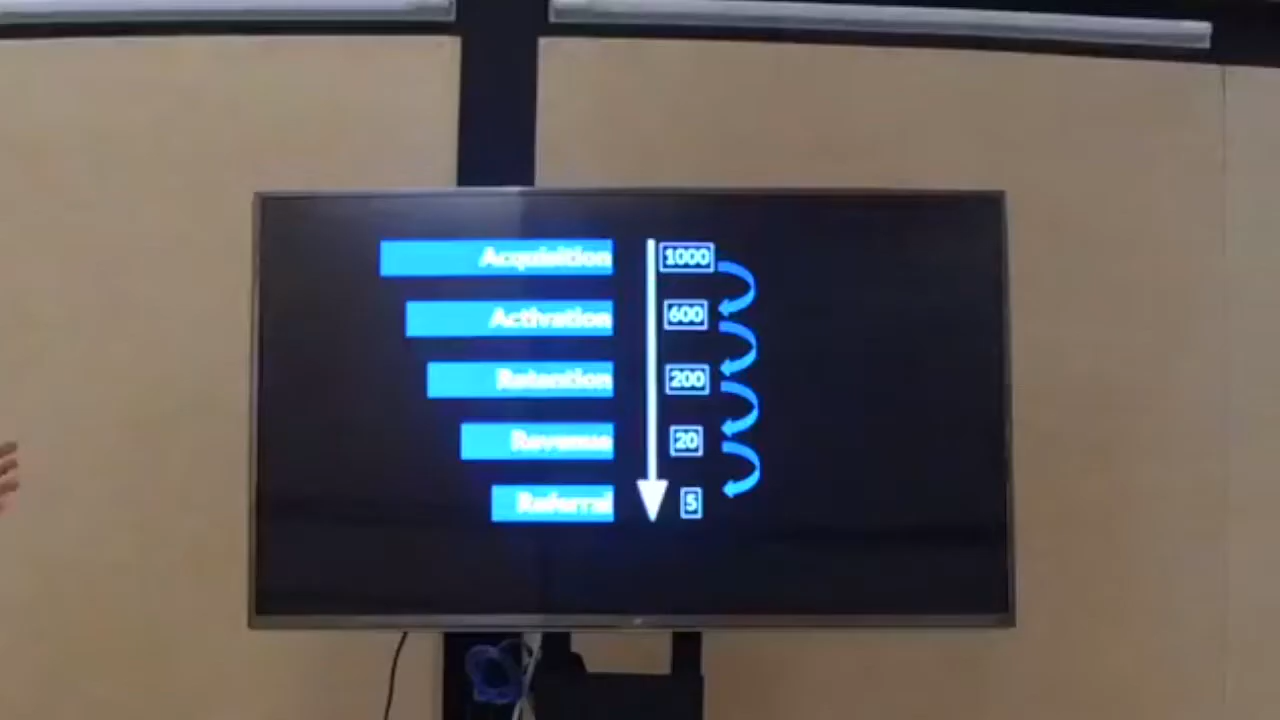 Acquisition 1000
Activation 600
Retention 200
Revenue 20
Referral 5